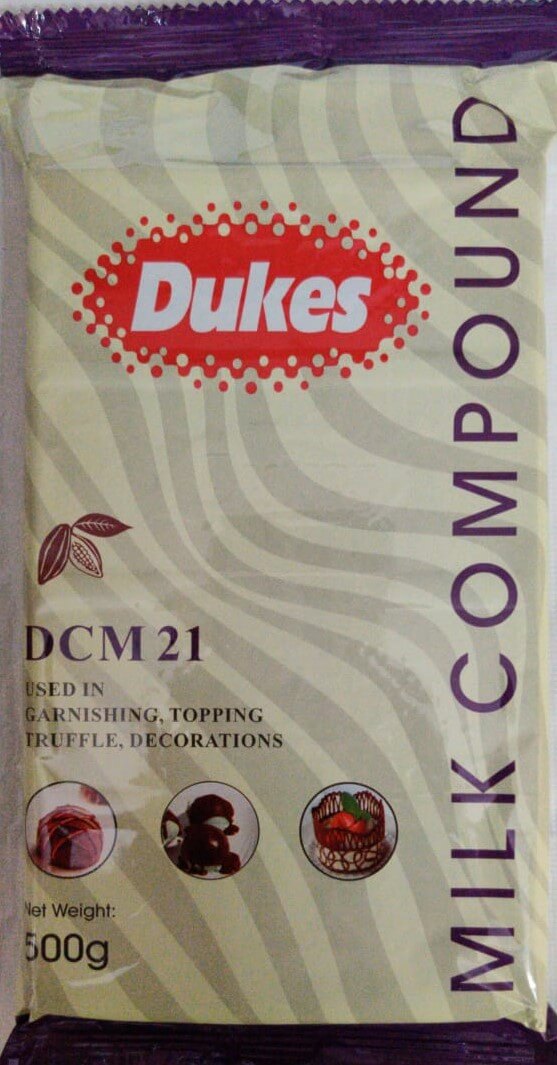 Dukes
MILK COMPOUND
DCM 21
USED IN
GARNISHING, TOPPING
TRUFFLE, DECORATIONS
Net Weight:
500g